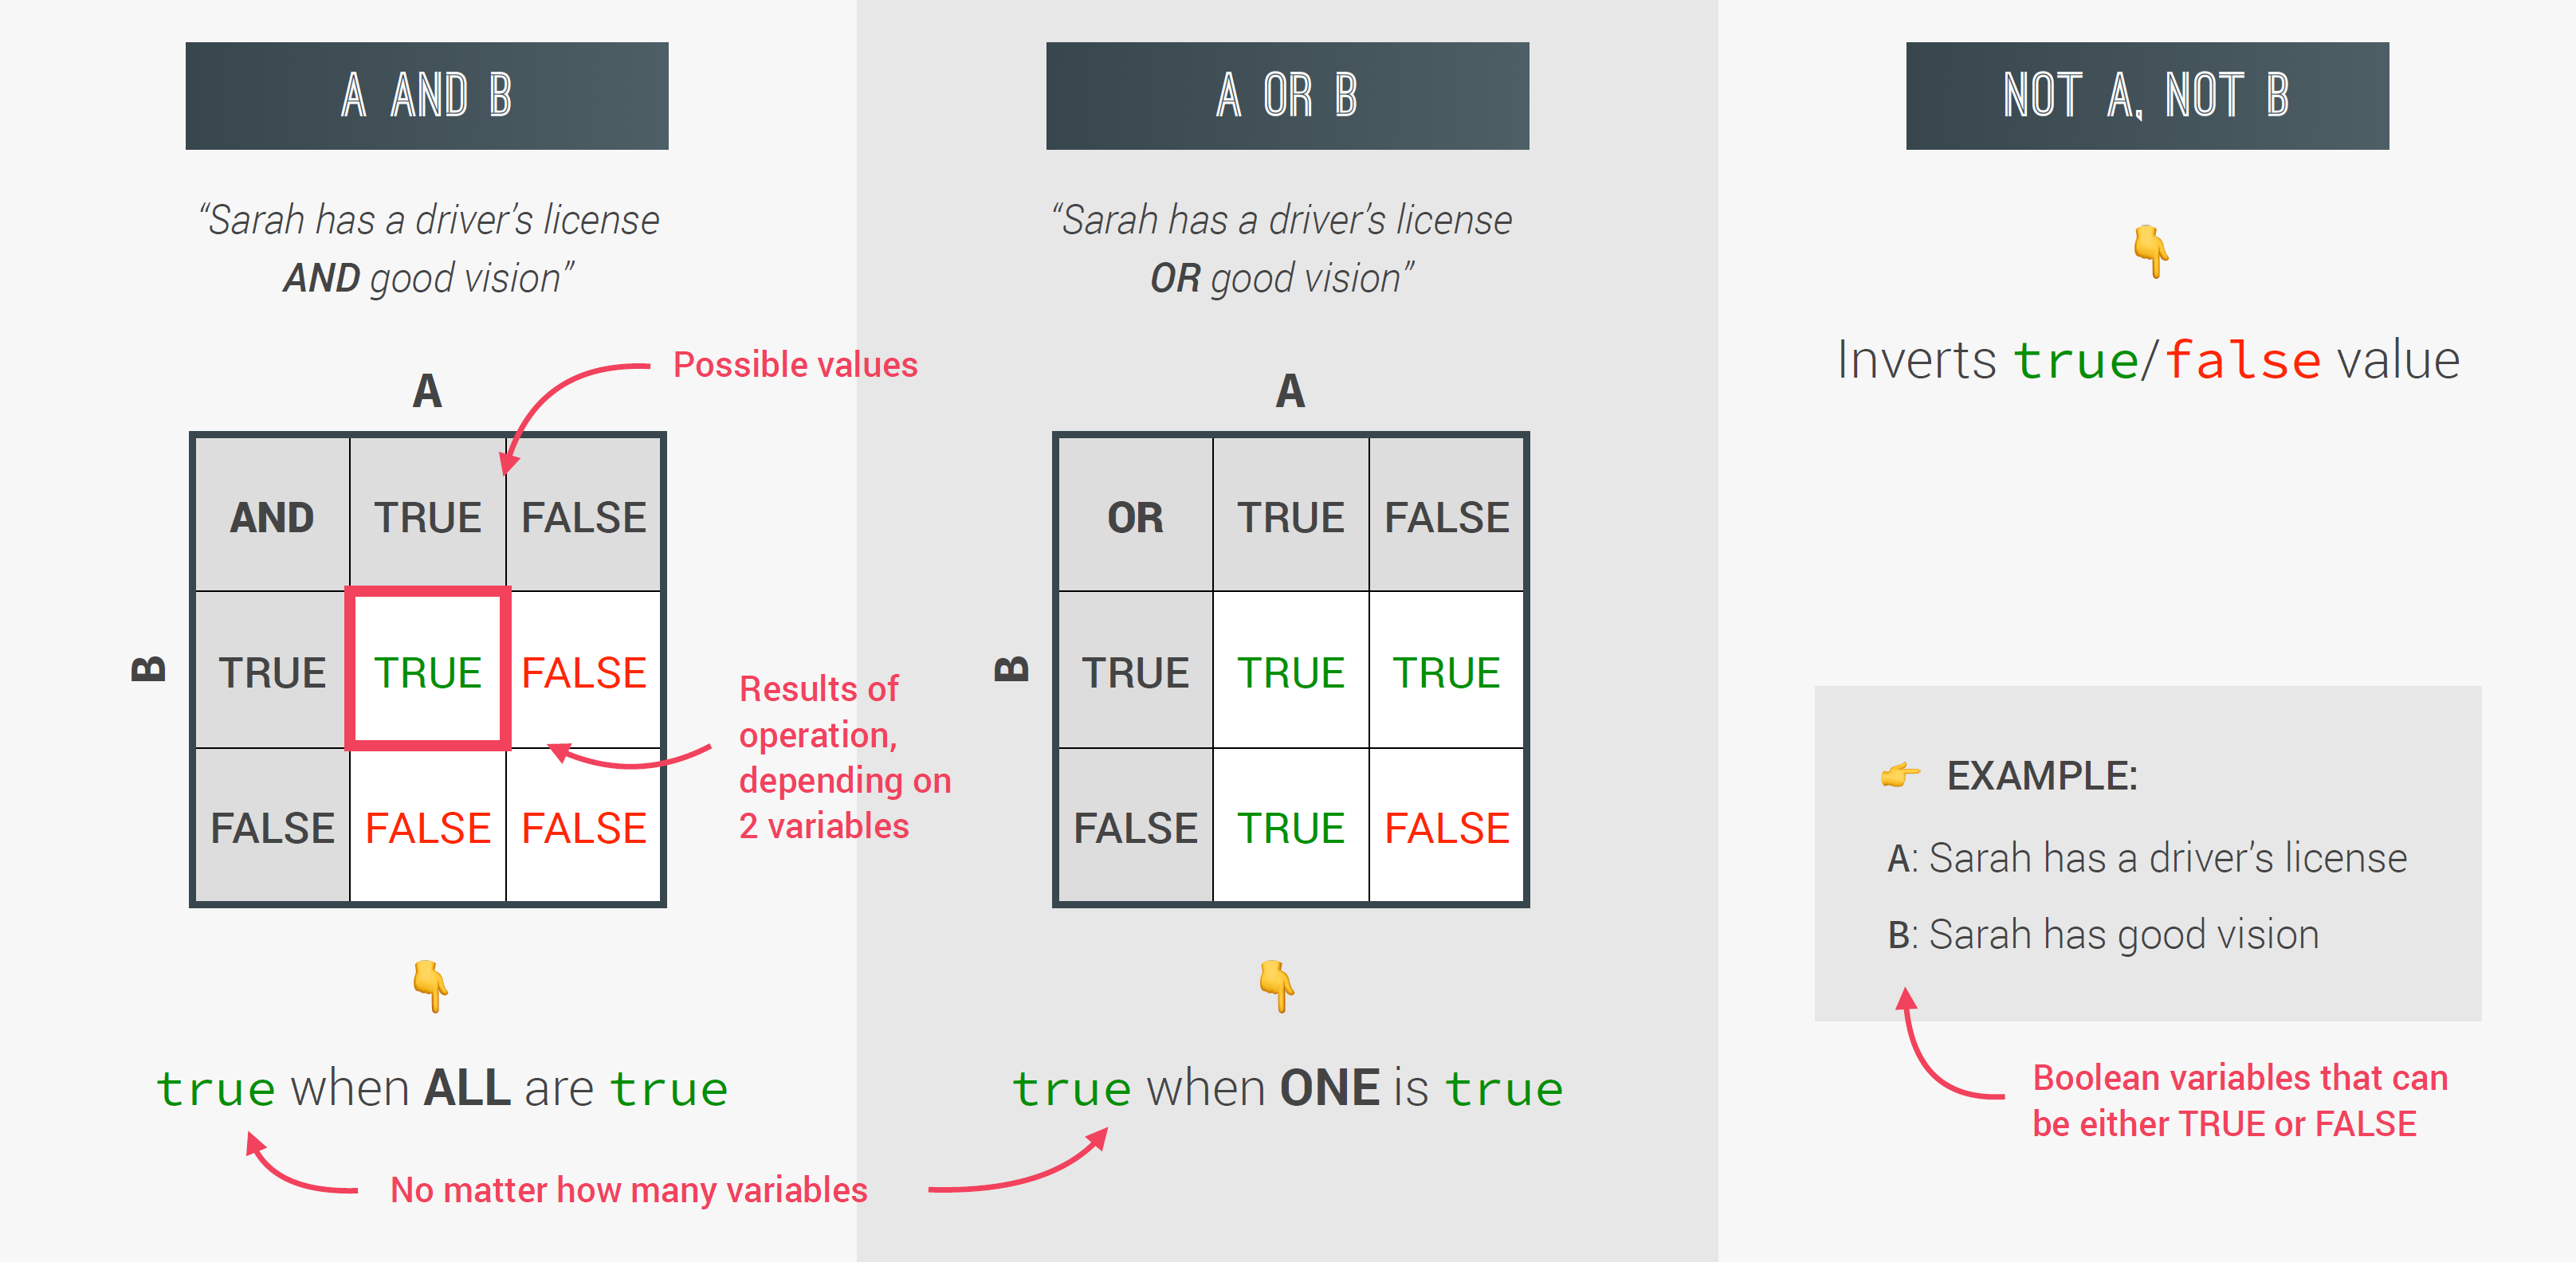 A AND B
“Sarah has a driver’s license
AND good vision”
Possible values
A
AND TRUE FALSE
B
TRUE TRUE FALSE
FALSE FALSE FALSE
Results of
operation,
depending on
2 variables
true when ALL are true
No matter how many variables
A OR B
“Sarah has a driver’s license
OR good vision”
A
OR TRUE FALSE
B
TRUE TRUE TRUE
FALSE TRUE FALSE
true when ONE is true
NOT A, NOT B
Inverts true/false value
EXAMPLE:
A: Sarah has a driver’s license
B: Sarah has good vision
Boolean variables that can
be either TRUE or FALSE